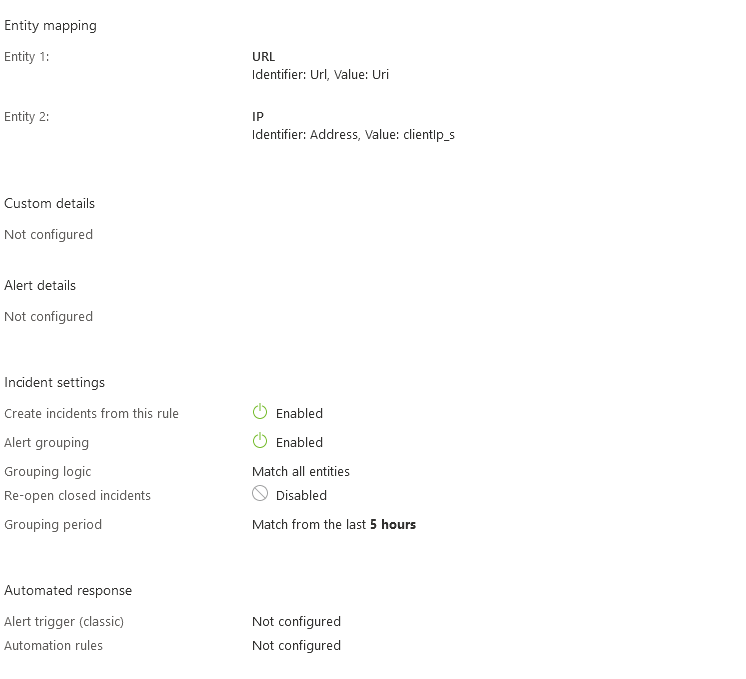 Entity mapping
Entity 1:
URL
Identifier: Url, Value: Uri
Entity 2:
IP
Identifier: Address, Value: clientIp_s
Custom details
Not configured
Alert details
Not configured
Incident settings
Create incidents from this rule Enabled
Alert grouping Enabled
Grouping logic Match all entities
Re-open closed incidents Disabled
Grouping period Match from the last 5 hours
Automated response
Alert trigger (classic) Not configured
Automation rules Not configured